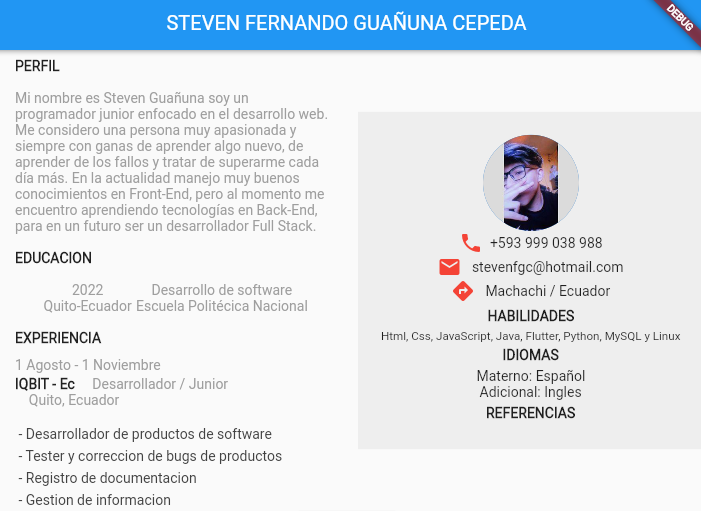 STEVEN FERNANDO GUAÑUNA CEPEDA
DEBUG
PERFIL
Mi nombre es Steven Guañuna soy un
programador junior enfocado en el desarrollo web.
Me considero una persona muy apasionada y
siempre con ganas de aprender algo nuevo, de
aprender de los fallos y tratar de superarme cada
día más. En la actualidad manejo muy buenos
conocimientos en Front-End, pero al momento me
encuentro aprendiendo tecnologías en Back-End,
para en un futuro ser un desarrollador Full Stack.
EDUCACION
2022 Desarrollo de software
Quito-Ecuador Escuela Politécica Nacional
EXPERIENCIA
1 Agosto - 1 Noviembre
IQBIT - Ec Desarrollador / Junior
Quito, Ecuador
- Desarrollador de productos de software
- Tester y correccion de bugs de productos
- Registro de documentacion
- Gestion de informacion
+593 999 038 988
stevenfgc@hotmail.com
Machachi / Ecuador
HABILIDADES
Html, Css, JavaScript, Java, Flutter, Python, MySQL y Linux
IDIOMAS
Materno: Español
Adicional: Ingles
REFERENCIAS